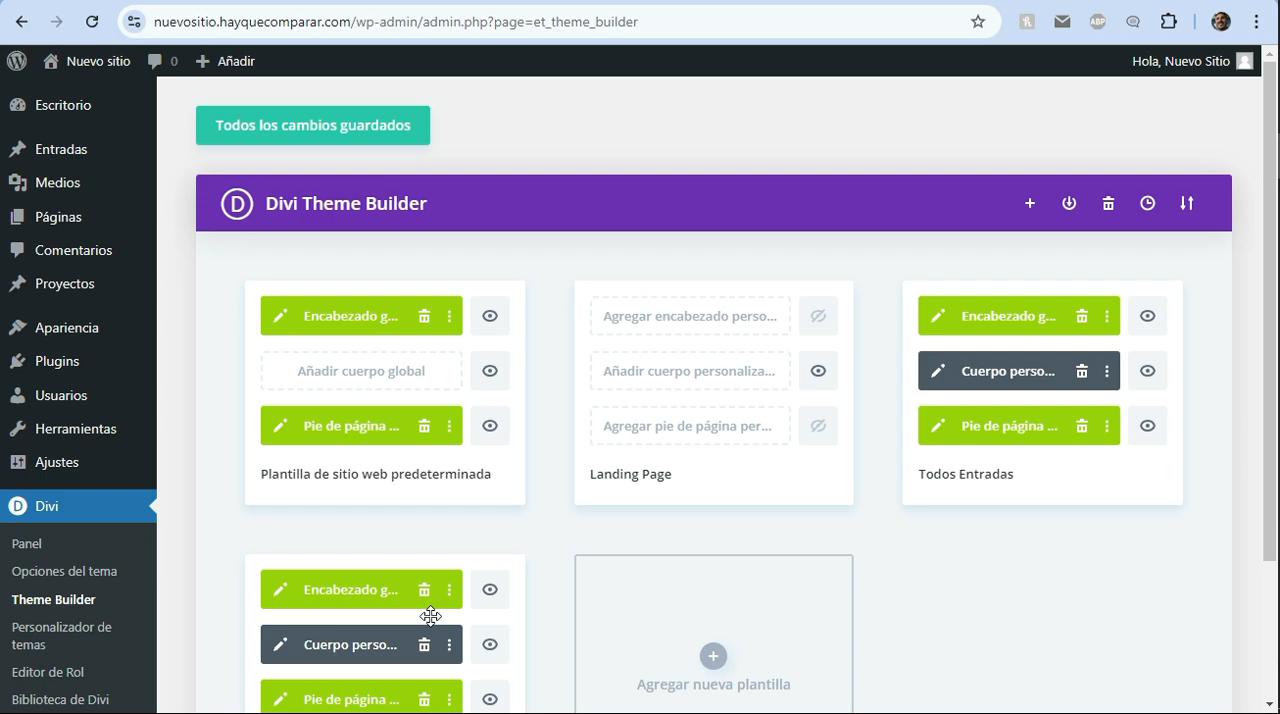 nuevositio.hayquecomparar.com/wp-admin/admin.php?page=et_theme_builder
ABP
Nuevo sitio
0
Añadir
Hola, Nuevo Sitio
Escritorio
Entradas
Medios
Páginas
Comentarios
Proyectos
Apariencia
Plugins
Usuarios
Herramientas
Ajustes
D Divi
Panel
Opciones del tema
Theme Builder
Personalizador de
temas
Editor de Rol
Biblioteca de Divi
Todos los cambios guardados
D Divi Theme Builder
Encabezado g...
Añadir cuerpo global
Pie de página ...
Plantilla de sitio web predeterminada
Agregar encabezado perso...
Añadir cuerpo personaliza...
Agregar pie de página per...
Landing Page
Encabezado g...
Cuerpo perso...
Pie de página ...
Todos Entradas
Encabezado g...
Cuerpo perso...
Pie de página ...
Agregar nueva plantilla